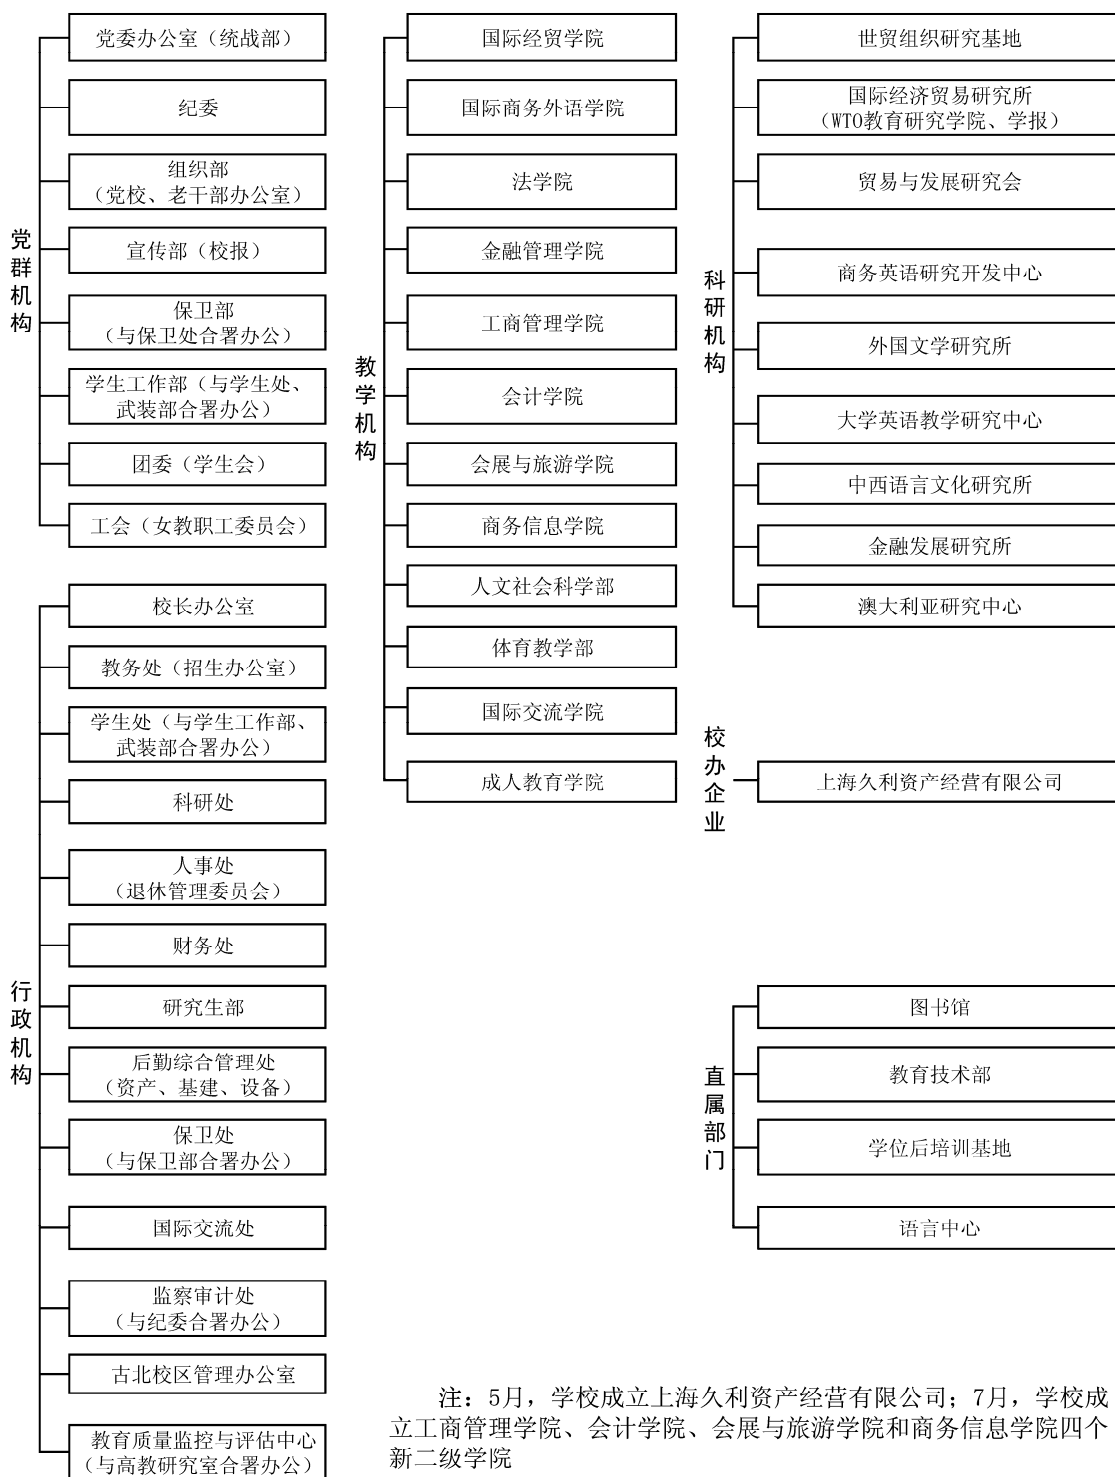 党群机构
党委办公室（统战部）
纪委
组织部
（党校、老干部办公室）
宣传部（校报）
保卫部
（与保卫处合署办公）
学生工作部（与学生处、
武装部合署办公）
团委（学生会）
工会（女教职工委员会）
行政机构
校长办公室
教务处（招生办公室）
学生处（与学生工作部、
武装部合署办公）
科研处
人事处
（退休管理委员会）
财务处
研究生部
后勤综合管理处
（资产、基建、设备）
保卫处
（与保卫部合署办公）
国际交流处
监察审计处
（与纪委合署办公）
古北校区管理办公室
教育质量监控与评估中心
（与高教研究室合署办公）
教学机构
国际经贸学院
国际商务外语学院
法学院
金融管理学院
工商管理学院
会计学院
会展与旅游学院
商务信息学院
人文社会科学部
体育教学部
国际交流学院
成人教育学院
科研机构
世贸组织研究基地
国际经济贸易研究所
（WTO教育研究学院、学报）
贸易与发展研究会
商务英语研究开发中心
外国文学研究所
大学英语教学研究中心
中西语言文化研究所
金融发展研究所
澳大利亚研究中心
校办企业
上海久利资产经营有限公司
直属部门
图书馆
教育技术部
学位后培训基地
语言中心
注：5月，学校成立上海久利资产经营有限公司；7月，学校成
立工商管理学院、会计学院、会展与旅游学院和商务信息学院四个
新二级学院